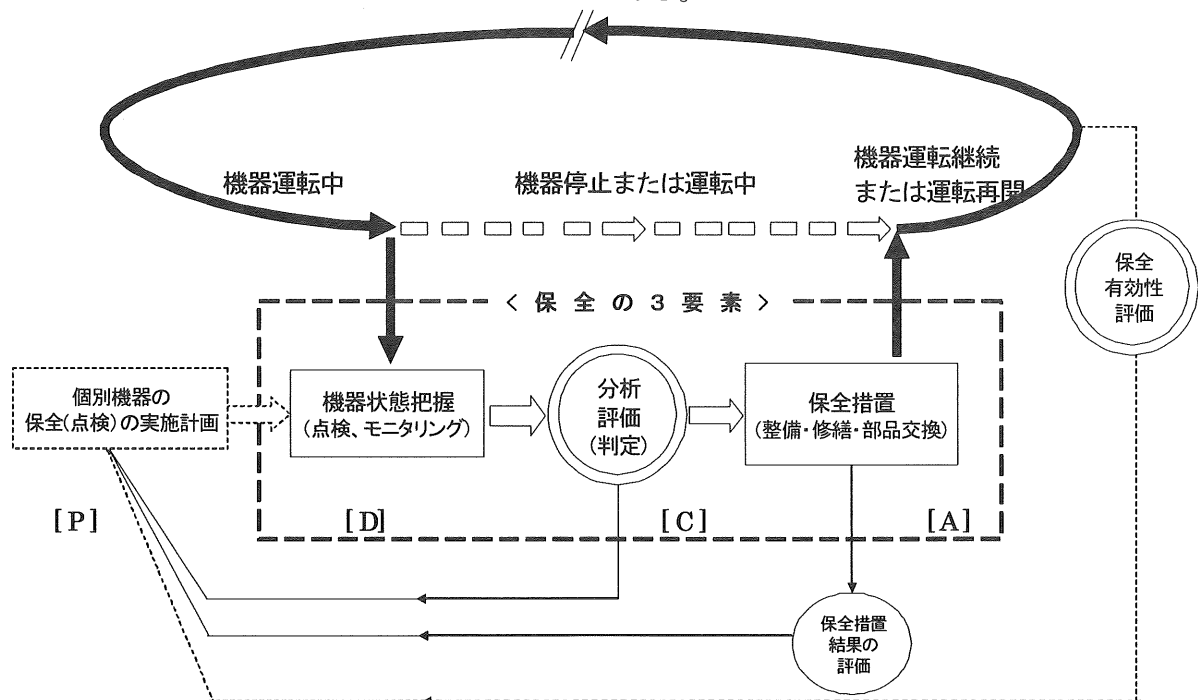 機器運転中
機器停止または運転中
機器運転継続
または運転再開
保全
有効性
評価
< 保 全 の 3 要 素 >
個別機器の
保全(点検)の実施計画
機器状態把握
(点検、モニタリング)
分析
評価
(判定)
保全措置
(整備・修繕・部品交換)
[P]
[D]
[C]
[A]
保全措置
結果の
評価